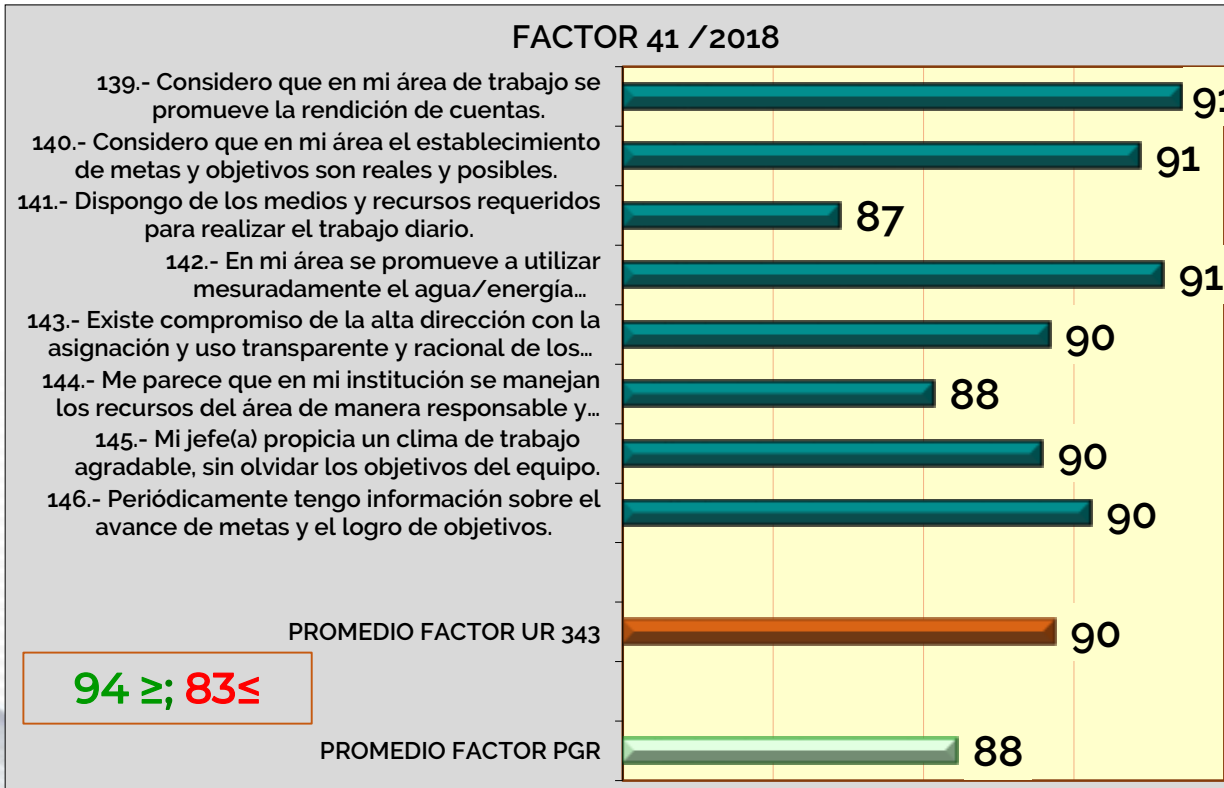 FACTOR 41 /2018
139.- Considero que en mi área de trabajo se
promueve la rendición de cuentas.
91
140.- Considero que en mi área el establecimiento
de metas y objetivos son reales y posibles.
91
141.- Dispongo de los medios y recursos requeridos
para realizar el trabajo diario.
87
142.- En mi área se promueve a utilizar
mesuradamente el agua/energía...
91
143.- Existe compromiso de la alta dirección con la
asignación y uso transparente y racional de los...
90
144.- Me parece que en mi institución se manejan
los recursos del área de manera responsable y...
88
145.- Mi jefe(a) propicia un clima de trabajo
agradable, sin olvidar los objetivos del equipo.
90
146.- Periódicamente tengo información sobre el
avance de metas y el logro de objetivos.
90
PROMEDIO FACTOR UR 343
90
94 ≥; 83≤
PROMEDIO FACTOR PGR
88